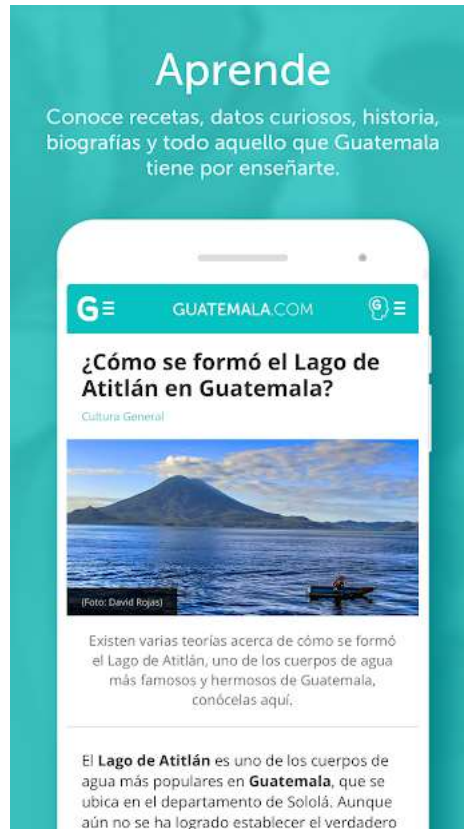 Aprende
Conoce recetas, datos curiosos, historia,
biografías y todo aquello que Guatemala
tiene por enseñarte.
G
GUATEMALA.COM
G
¿Cómo se formó el Lago de
Atitlán en Guatemala?
Cultura General
(Foto: David Rojas)
Existen varias teorías acerca de cómo se formó
el Lago de Atitlán, uno de los cuerpos de agua
más famosos y hermosos de Guatemala,
conócelas aquí.
El Lago de Atitlán es uno de los cuerpos de
agua más populares en Guatemala, que se
ubica en el departamento de Sololá. Aunque
aún no se ha logrado establecer el verdadero